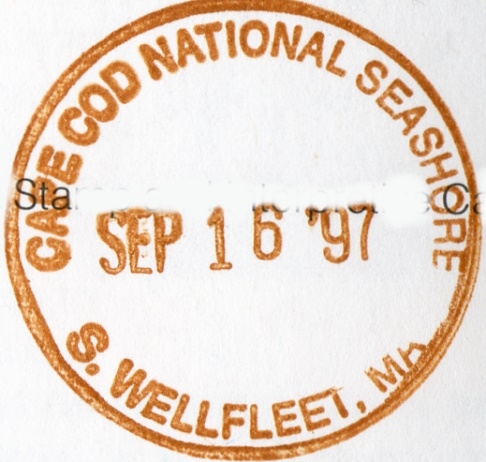 CAPE COD NATIONAL SEASHORE
SEP 16 '97
S. WELLFLEET, MA